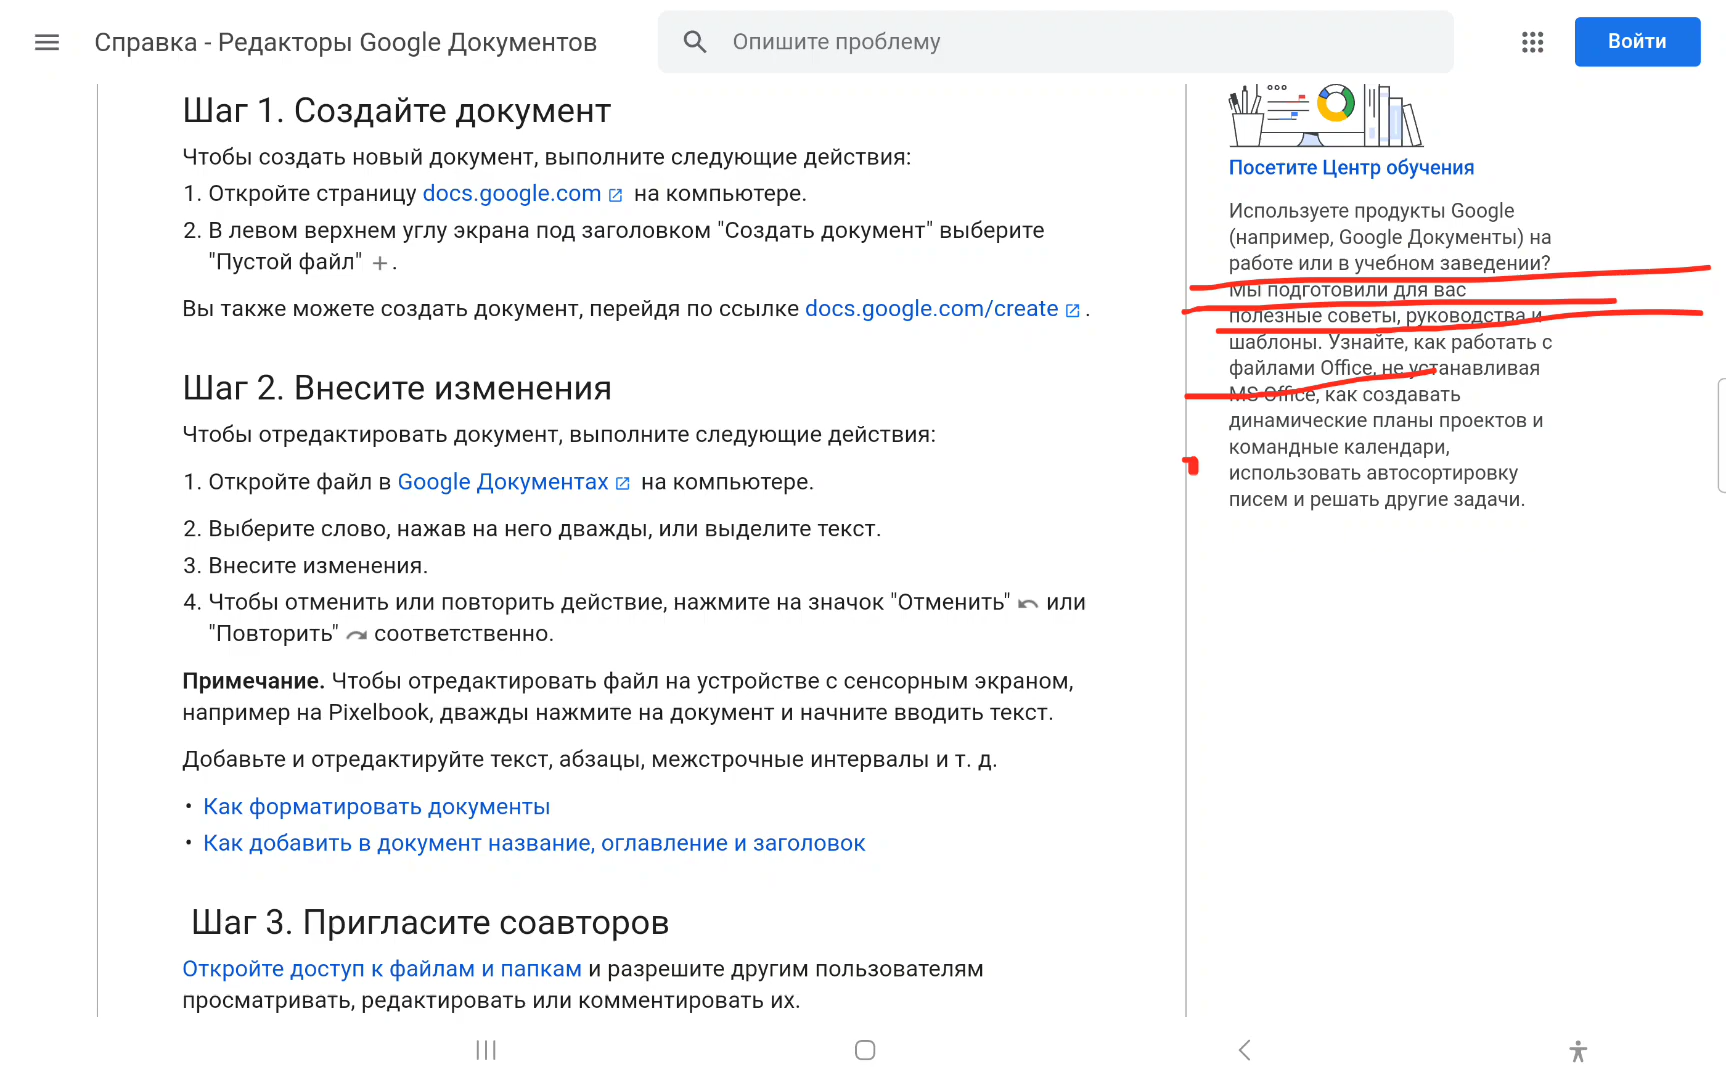 Справка - Редакторы Google Документов
Опишите проблему
Войти
Шаг 1. Создайте документ
Чтобы создать новый документ, выполните следующие действия:
1. Откройте страницу docs.google.com на компьютере.
2. В левом верхнем углу экрана под заголовком "Создать документ" выберите
"Пустой файл" + .
Вы также можете создать документ, перейдя по ссылке docs.google.com/create .
Шаг 2. Внесите изменения
Чтобы отредактировать документ, выполните следующие действия:
1. Откройте файл в Google Документах на компьютере.
2. Выберите слово, нажав на него дважды, или выделите текст.
3. Внесите изменения.
4. Чтобы отменить или повторить действие, нажмите на значок "Отменить" или
"Повторить" соответственно.
Примечание. Чтобы отредактировать файл на устройстве с сенсорным экраном,
например на Pixelbook, дважды нажмите на документ и начните вводить текст.
Добавьте и отредактируйте текст, абзацы, межстрочные интервалы и т. д.
• Как форматировать документы
• Как добавить в документ название, оглавление и заголовок
Шаг 3. Пригласите соавторов
Откройте доступ к файлам и папкам и разрешите другим пользователям
просматривать, редактировать или комментировать их.
Посетите Центр обучения
Используете продукты Google
(например, Google Документы) на
работе или в учебном заведении?
Мы подготовили для вас
полезные советы, руководства и
шаблоны. Узнайте, как работать с
файлами Office, не устанавливая
MS Office, как создавать
динамические планы проектов и
командные календари,
использовать автосортировку
писем и решать другие задачи.